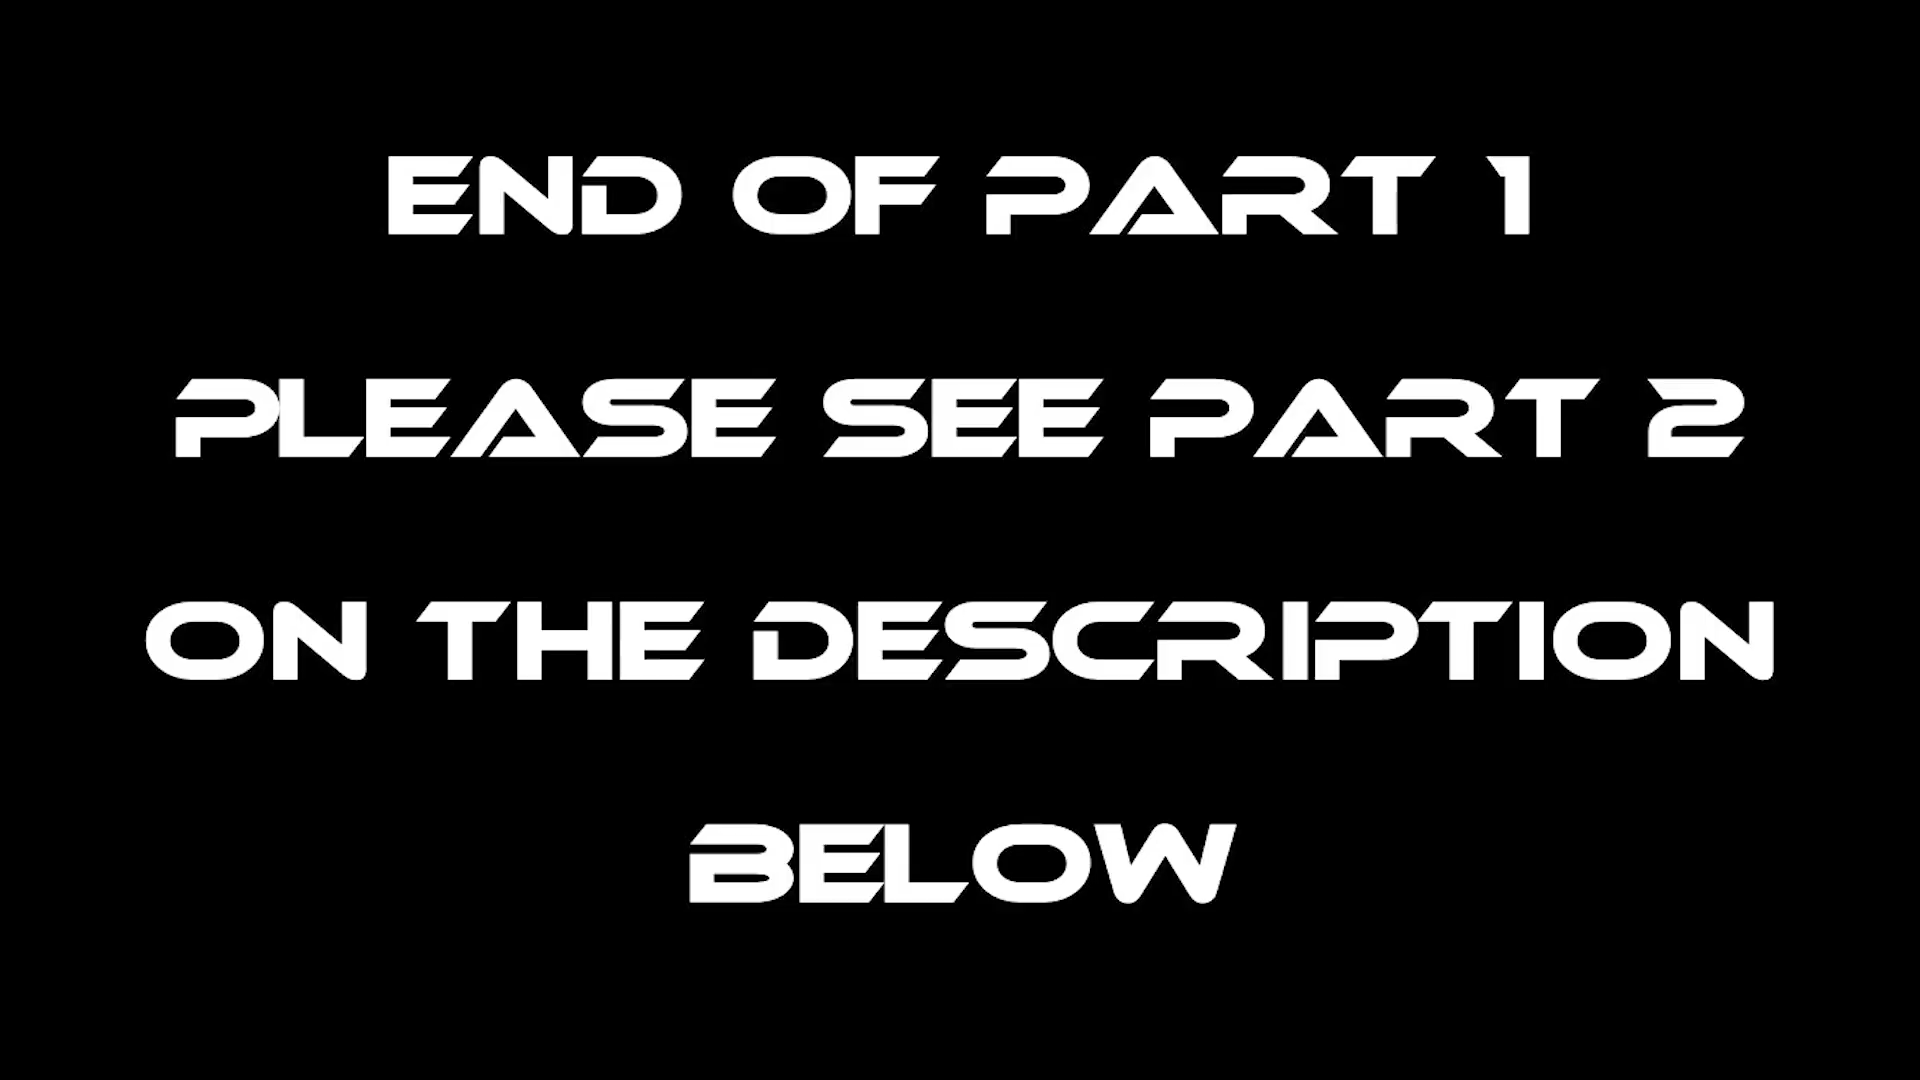 END OF PART 1
PLEASE SEE PART 2
ON THE DESCRIPTION
BELOW